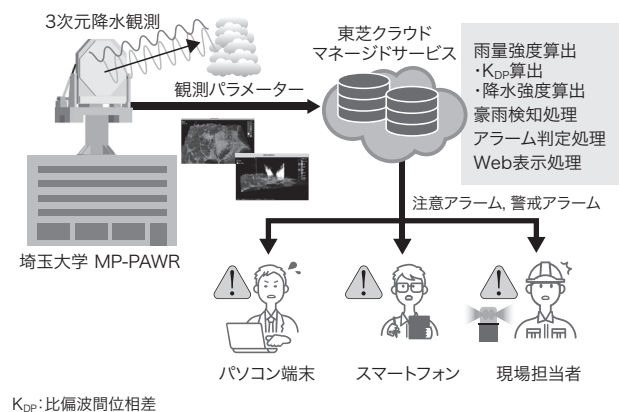 3次元降水観測
観測パラメーター
埼玉大学 MP-PAWR
東芝クラウド
マネージドサービス
雨量強度算出
・KDP算出
・降水強度算出
豪雨検知処理
アラーム判定処理
Web表示処理
注意アラーム, 警戒アラーム
パソコン端末
スマートフォン
現場担当者
KDP:比偏波間位相差